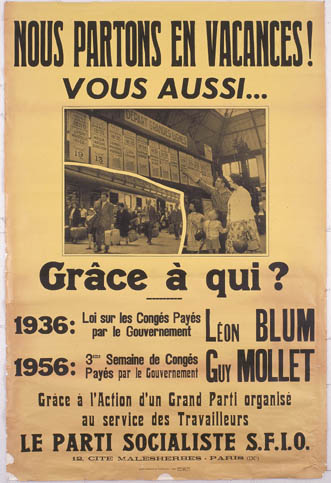 NOUS PARTONS EN VACANCES!
VOUS AUSSI...
DÉPART GRANDES LIGNES
Grâce à qui ?
1936: Loi sur les Congés Payés par le Gouvernement LÉON BLUM
1956: 3ème Semaine de Congés Payés par le Gouvernement GUY MOLLET
Grâce à l'Action d'un Grand Parti organisé
au service des Travailleurs
LE PARTI SOCIALISTE S.F.I.O.
12, CITÉ MALESHERBES - PARIS (IXe)